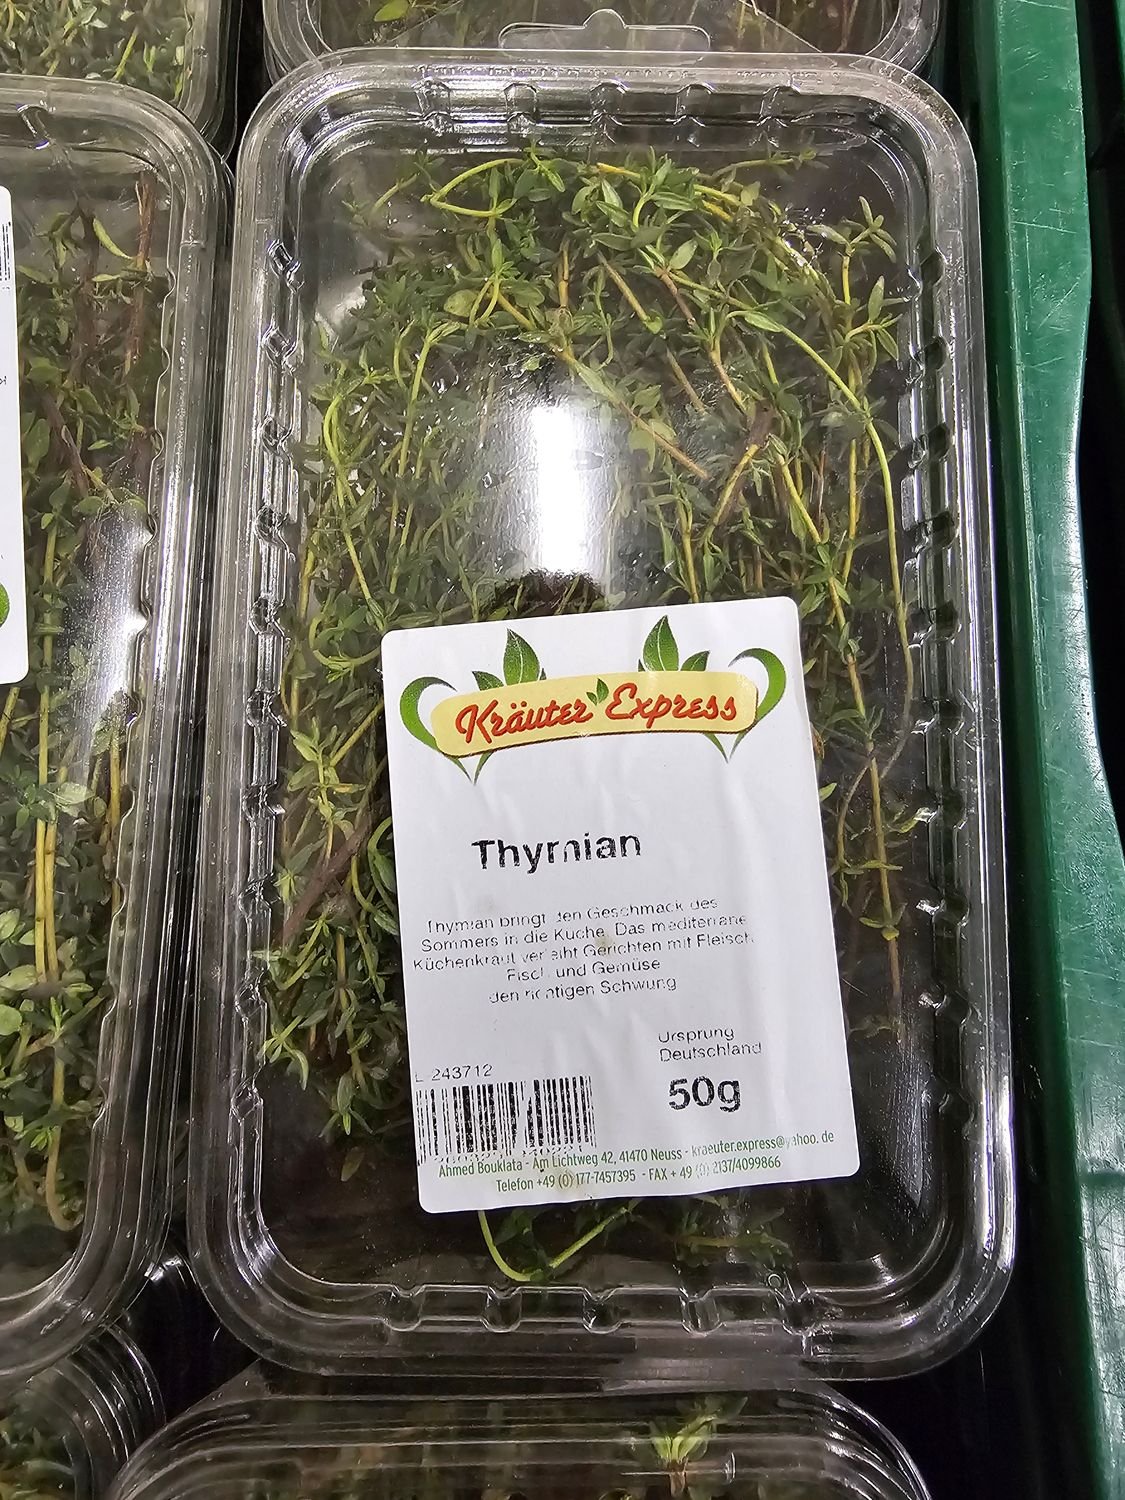 Kräuter Express
Thymian
Thymian bringt den Geschmack des
Sommers in die Küche. Das mediterrane
Küchenkraut verleiht Gerichten mit Fleisch,
Fisch und Gemüse
den richtigen Schwung
Ursprung
Deutschland
L 243712
50g
Ahmed Bouklata - Am Lichtweg 42, 41470 Neuss - kraeuter.express@yahoo.de
Telefon +49 (0) 177-7457395 - FAX + 49 (0) 2137/4099866